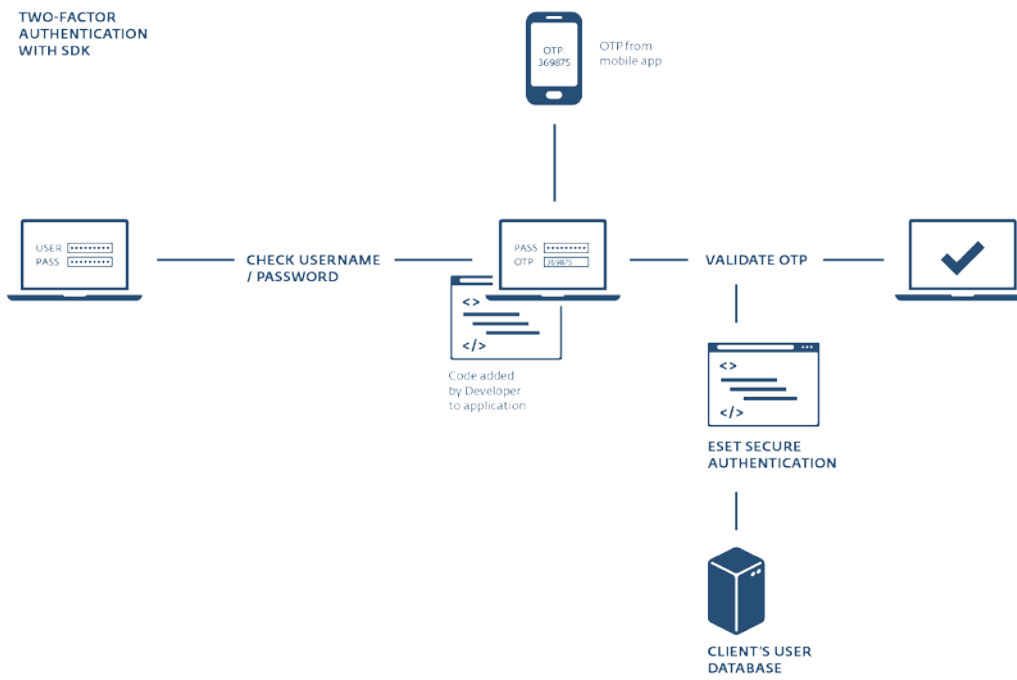 TWO-FACTOR
AUTHENTICATION
WITH SDK
OTP:
369875
OTP from
mobile app
USER
PASS
CHECK USERNAME
/ PASSWORD
PASS
OTP 369875
VALIDATE OTP
<>
</>
Code added
by Developer
to application
<>
</>
ESET SECURE
AUTHENTICATION
CLIENT'S USER
DATABASE